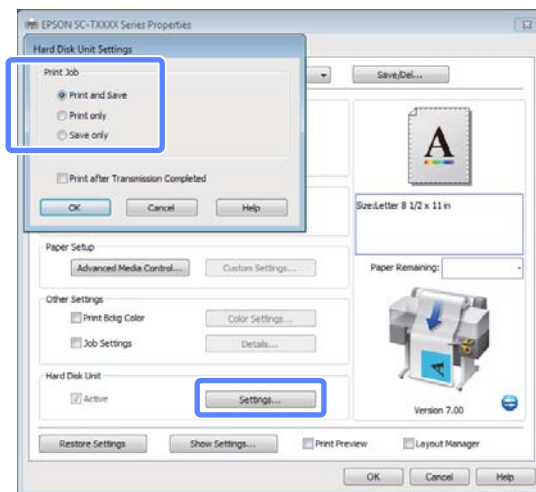 EPSON SC-TXXXX Series Properties
Hard Disk Unit Settings
Print Job
Print and Save
Print only
Save only
Print after Transmission Completed
OK Cancel Help
Save/Del...
A
Size:Letter 8 1/2 x 11 in
Paper Setup
Advanced Media Control... Custom Settings...
Paper Remaining:
Other Settings
Print Bckg Color Color Settings...
Job Settings Details...
A
Hard Disk Unit
Active Settings...
Version 7.00
Restore Settings Show Settings... Print Preview Layout Manager
OK Cancel Help